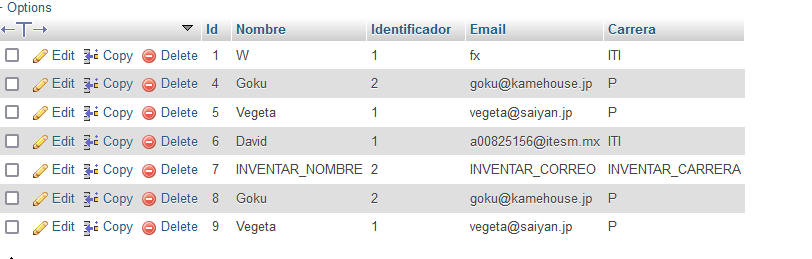 - Options
←T→ Id Nombre Identificador Email Carrera
Edit Copy Delete 1 W 1 fx ITI
Edit Copy Delete 4 Goku 2 goku@kamehouse.jp P
Edit Copy Delete 5 Vegeta 1 vegeta@saiyan.jp P
Edit Copy Delete 6 David 1 a00825156@itesm.mx ITI
Edit Copy Delete 7 INVENTAR_NOMBRE 2 INVENTAR_CORREO INVENTAR_CARRERA
Edit Copy Delete 8 Goku 2 goku@kamehouse.jp P
Edit Copy Delete 9 Vegeta 1 vegeta@saiyan.jp P